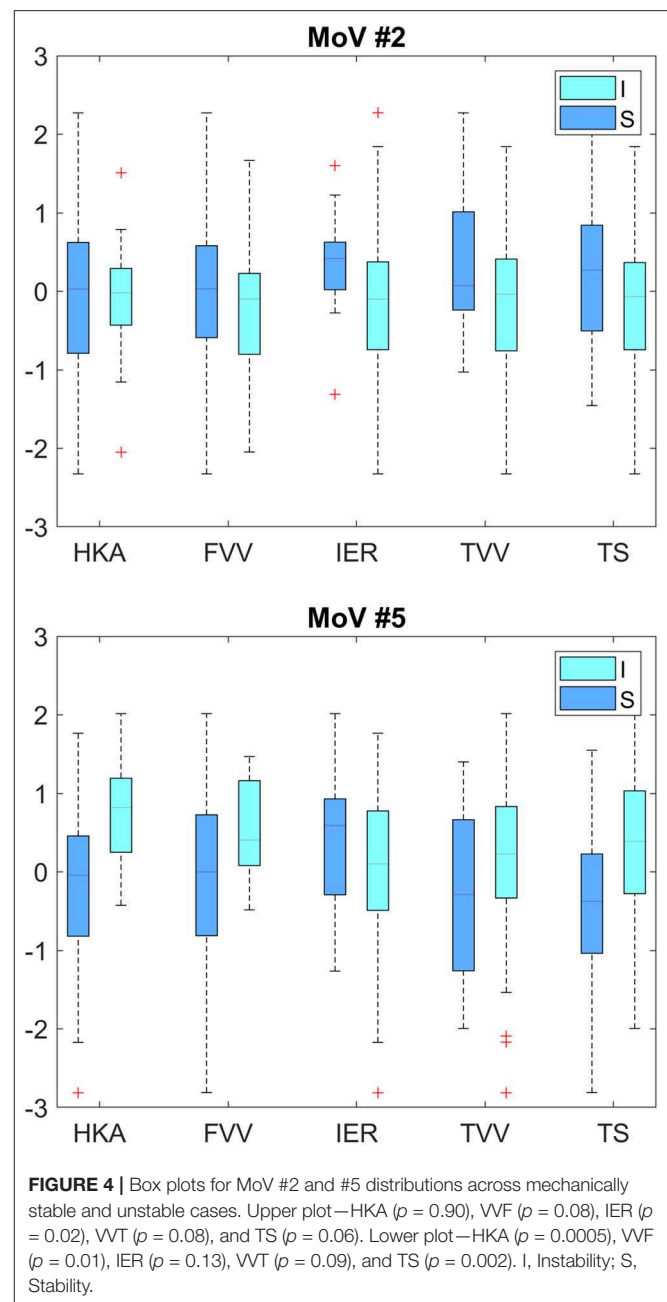 MoV #2
3
2
1
0
-1
-2
-3
I
S
HKA FVV IER TVV TS
MoV #5
3
2
1
0
-1
-2
-3
I
S
HKA FVV IER TVV TS
FIGURE 4 | Box plots for MoV #2 and #5 distributions across mechanically
stable and unstable cases. Upper plot—HKA (p = 0.90), VVF (p = 0.08), IER (p
= 0.02), VVT (p = 0.08), and TS (p = 0.06). Lower plot—HKA (p = 0.0005), VVF
(p = 0.01), IER (p = 0.13), VVT (p = 0.09), and TS (p = 0.002). I, Instability; S,
Stability.